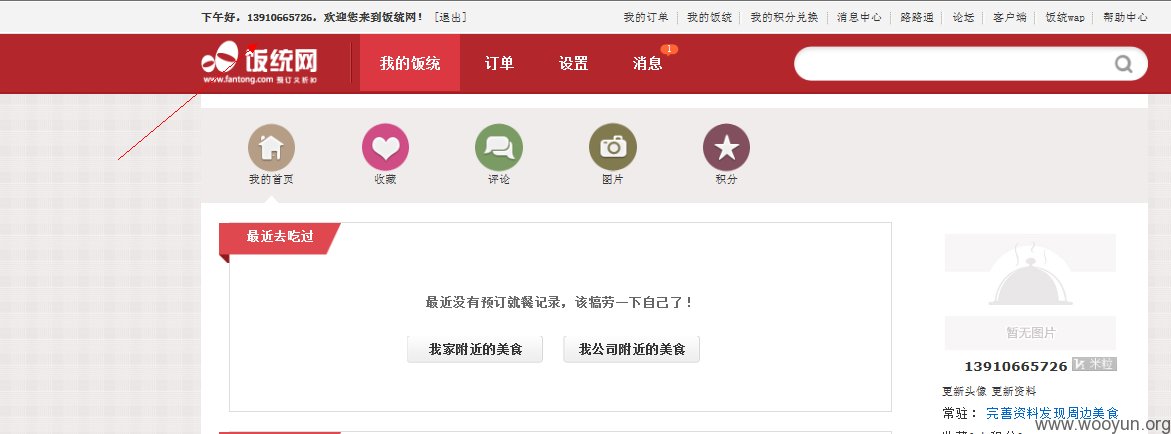 下午好，13910665726，欢迎您来到饭统网！ [退出]
我的订单 我的饭统 我的积分兑换 消息中心 路路通 论坛 客户端 饭统wap 帮助中心
饭统网
www.fantong.com 预订又折扣
我的饭统 订单 设置 消息 1
我的首页 收藏 评论 图片 积分
最近去吃过
最近没有预订就餐记录，该犒劳一下自己了！
我家附近的美食 我公司附近的美食
暂无图片
13910665726 米粒
更新头像 更新资料
常驻： 完善资料发现周边美食
www.wooyun.org